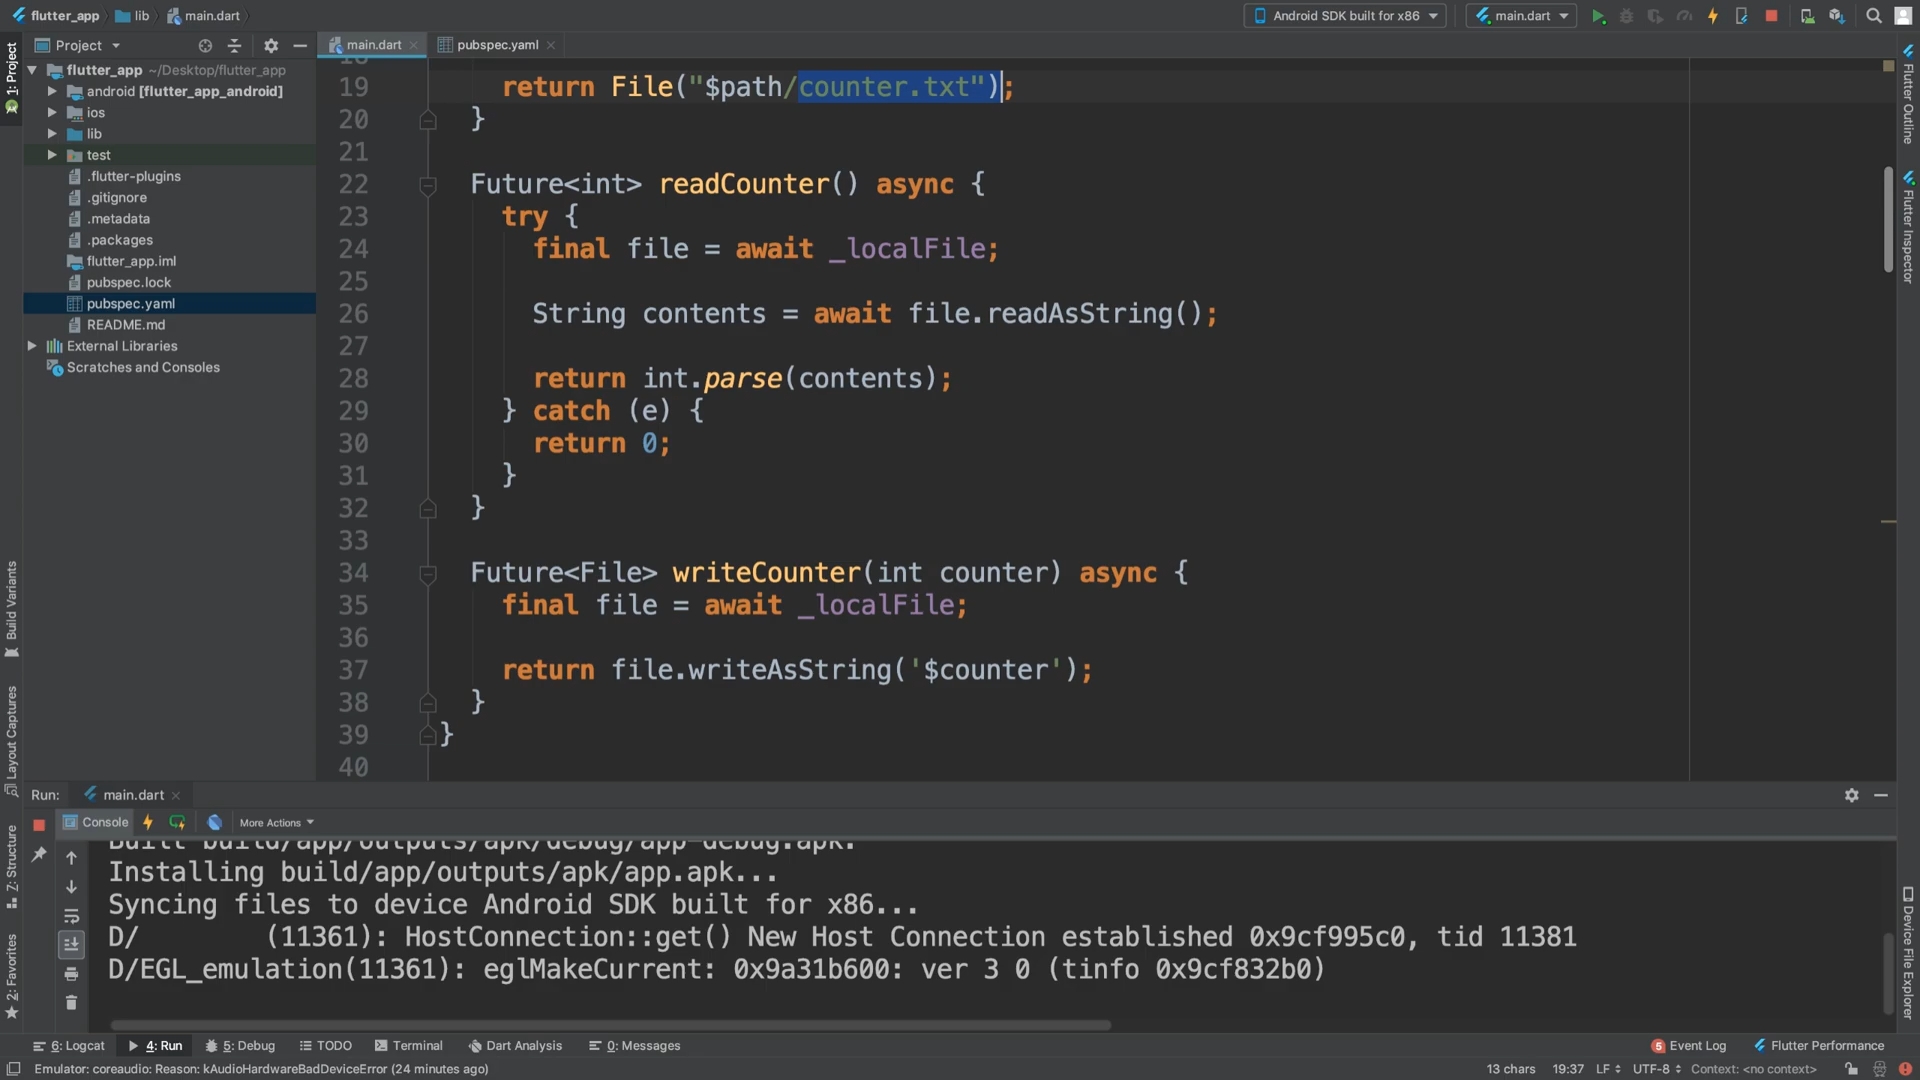 flutter_app lib main.dart Android SDK built for x86 main.dart
Project main.dart pubspec.yaml
1: Project
flutter_app ~/Desktop/flutter_app
android [flutter_app_android]
ios
lib
test
.flutter-plugins
.gitignore
.metadata
.packages
flutter_app.iml
pubspec.lock
pubspec.yaml
README.md
External Libraries
Scratches and Consoles
Build Variants
Layout Captures
Z: Structure
2: Favorites
18
19 return File("$path/counter.txt");
20 }
21
22 Future<int> readCounter() async {
23 try {
24 final file = await _localFile;
25
26 String contents = await file.readAsString();
27
28 return int.parse(contents);
29 } catch (e) {
30 return 0;
31 }
32 }
33
34 Future<File> writeCounter(int counter) async {
35 final file = await _localFile;
36
37 return file.writeAsString('$counter');
38 }
39 }
40
Flutter Outline
Flutter Inspector
Device File Explorer
Run: main.dart
Console More Actions
Built build/app/outputs/apk/debug/app-debug.apk.
Installing build/app/outputs/apk/app.apk...
Syncing files to device Android SDK built for x86...
D/ (11361): HostConnection::get() New Host Connection established 0x9cf995c0, tid 11381
D/EGL_emulation(11361): eglMakeCurrent: 0x9a31b600: ver 3 0 (tinfo 0x9cf832b0)
6: Logcat 4: Run 5: Debug TODO Terminal Dart Analysis 0: Messages 5 Event Log Flutter Performance
Emulator: coreaudio: Reason: kAudioHardwareBadDeviceError (24 minutes ago) 13 chars 19:37 LF UTF-8 Context: <no context>